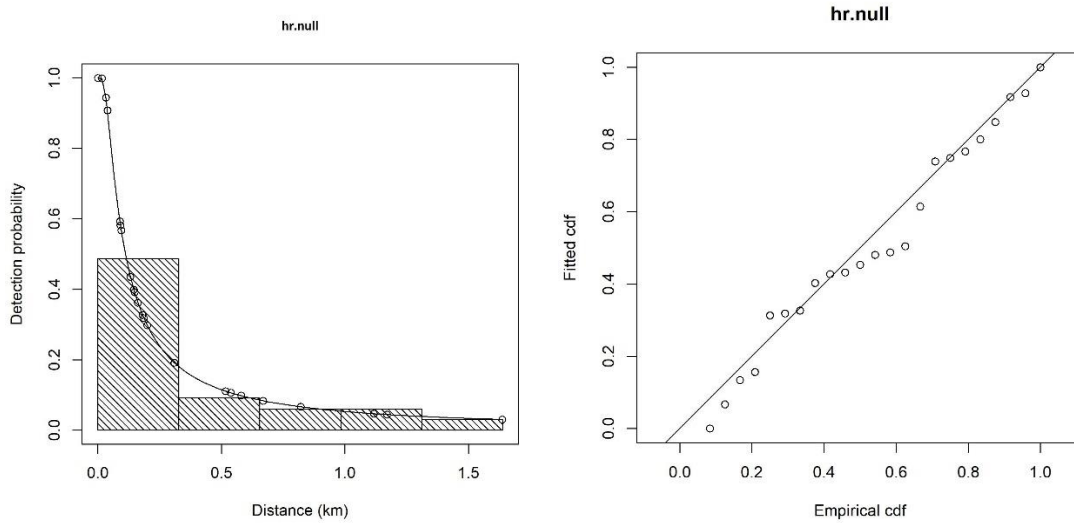 hr.null
Detection probability
1.0
0.8
0.6
0.4
0.2
0.0
0.0 0.5 1.0 1.5
Distance (km)
hr.null
Fitted cdf
1.0
0.8
0.6
0.4
0.2
0.0
0.0 0.2 0.4 0.6 0.8 1.0
Empirical cdf